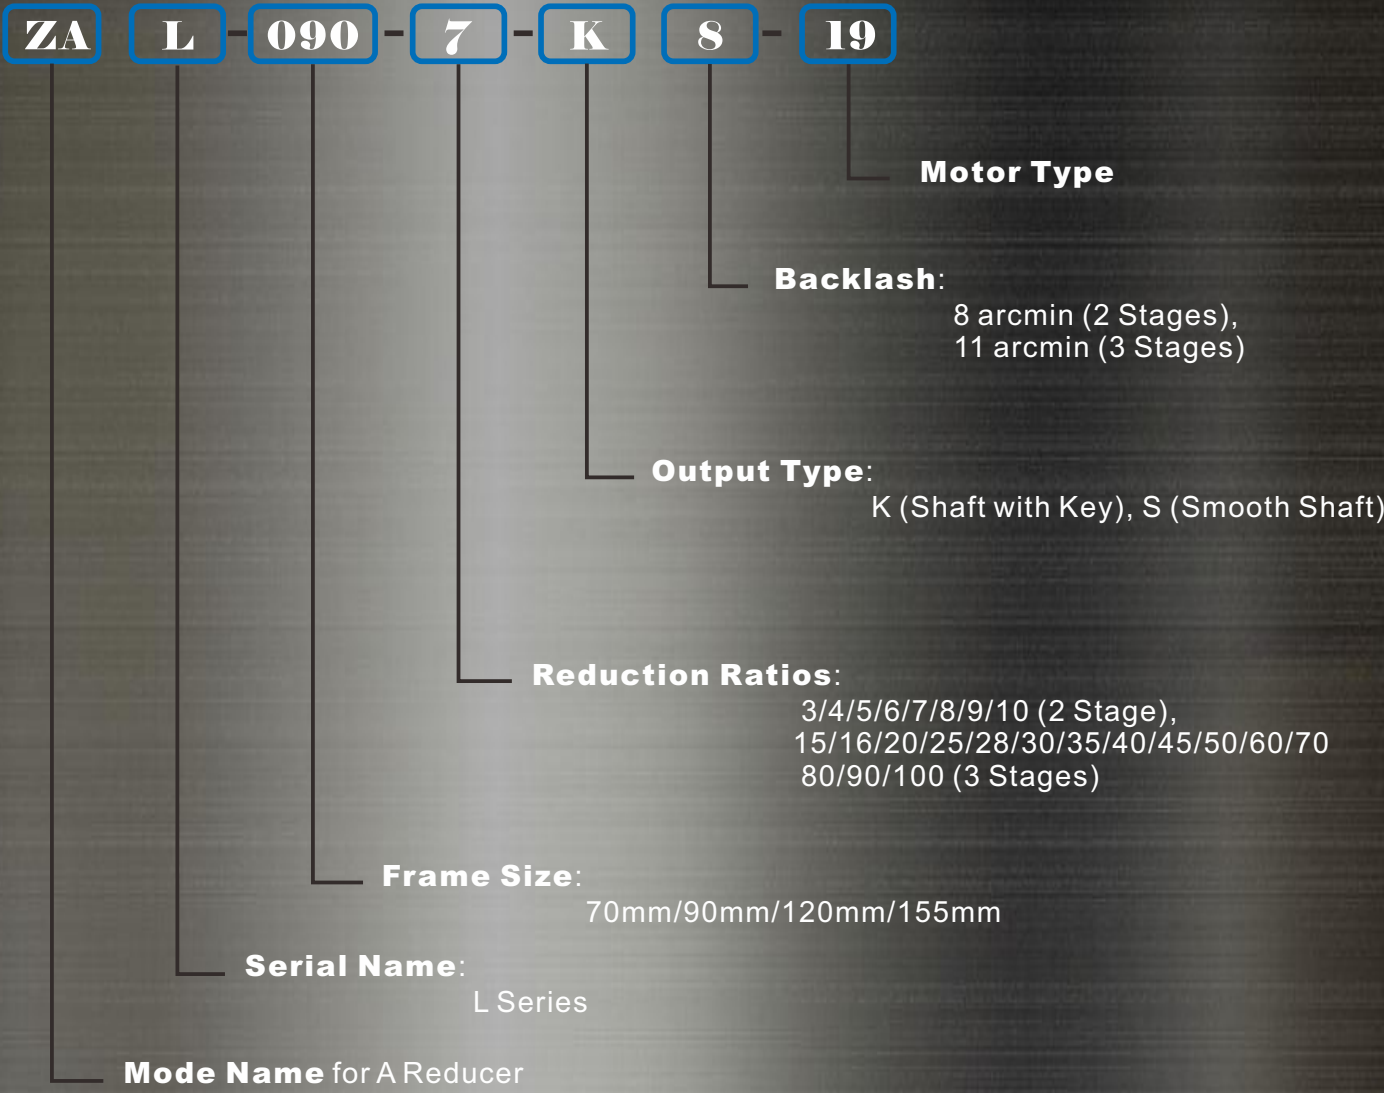 ZA L - 090 - 7 - K 8 - 19
Motor Type
Backlash:
8 arcmin (2 Stages),
11 arcmin (3 Stages)
Output Type:
K (Shaft with Key), S (Smooth Shaft)
Reduction Ratios:
3/4/5/6/7/8/9/10 (2 Stage),
15/16/20/25/28/30/35/40/45/50/60/70
80/90/100 (3 Stages)
Frame Size:
70mm/90mm/120mm/155mm
Serial Name:
L Series
Mode Name for A Reducer